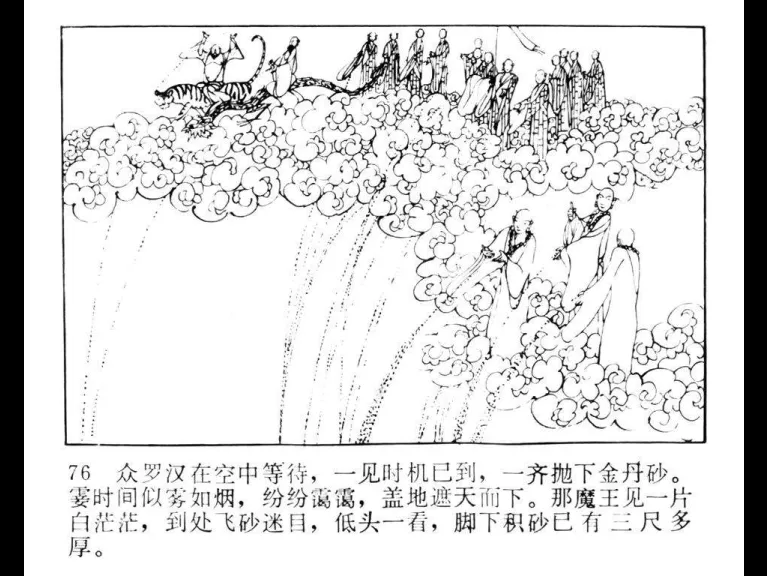 76 众罗汉在空中等待，一见时机已到，一齐抛下金丹砂。
霎时间似雾如烟，纷纷霭霭，盖地遮天而下。那魔王见一片
白茫茫，到处飞砂迷目，低头一看，脚下积砂已有三尺多
厚。